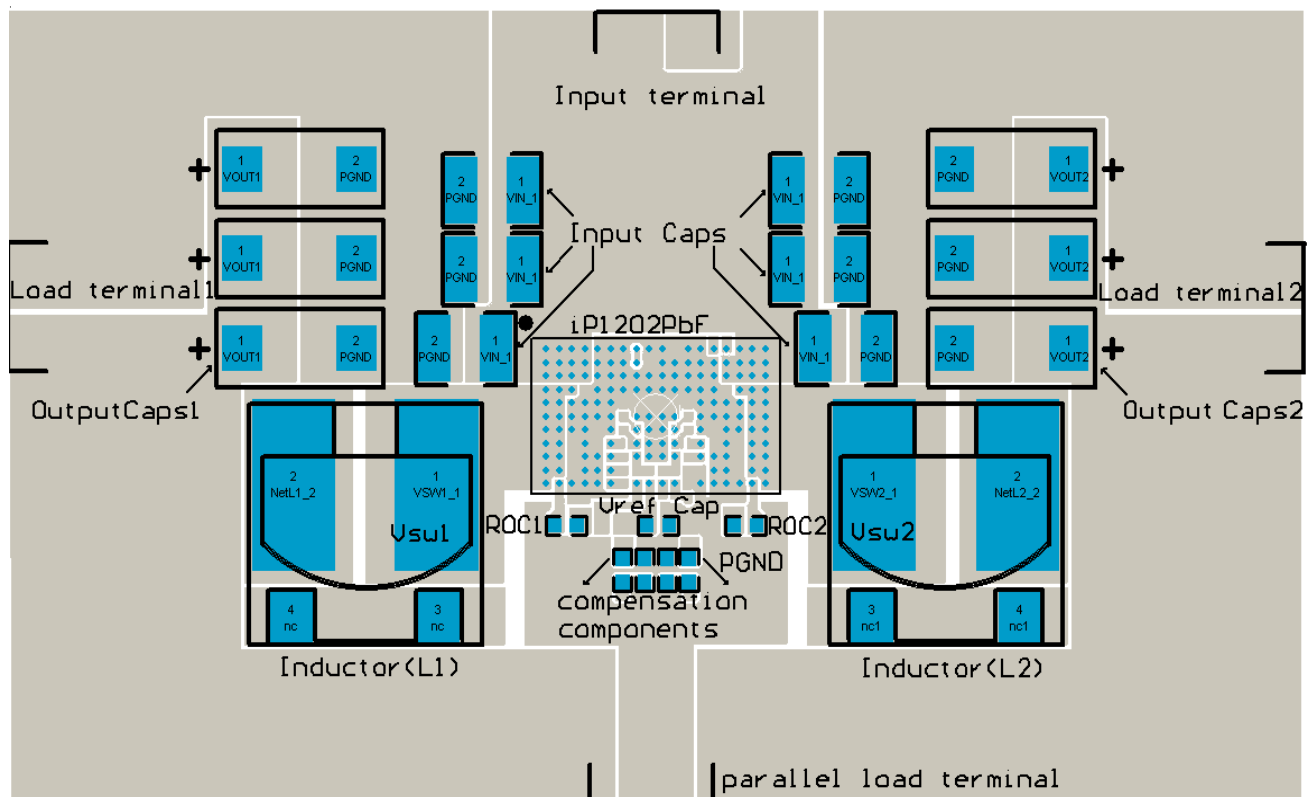 Input terminal
+ 1 VOUT1 2 PGND
2 PGND 1 VIN_1
1 VIN_1 2 PGND
2 PGND 1 VOUT2 +
Input Caps
+ 1 VOUT1 2 PGND
2 PGND 1 VIN_1
1 VIN_1 2 PGND
2 PGND 1 VOUT2 +
Load terminal1
Load terminal2
iP1202PbF
+ 1 VOUT1 2 PGND
2 PGND 1 VIN_1
1 VIN_1 2 PGND
2 PGND 1 VOUT2 +
OutputCaps1
Output Caps2
2 NetL1_2
1 VSW1_1
1 VSW2_1
2 NetL2_2
Vref Cap
Vsw1
ROC1
ROC2
Vsw2
PGND
compensation
components
4 nc
3 nc
3 nc1
4 nc1
Inductor(L1)
Inductor(L2)
parallel load terminal